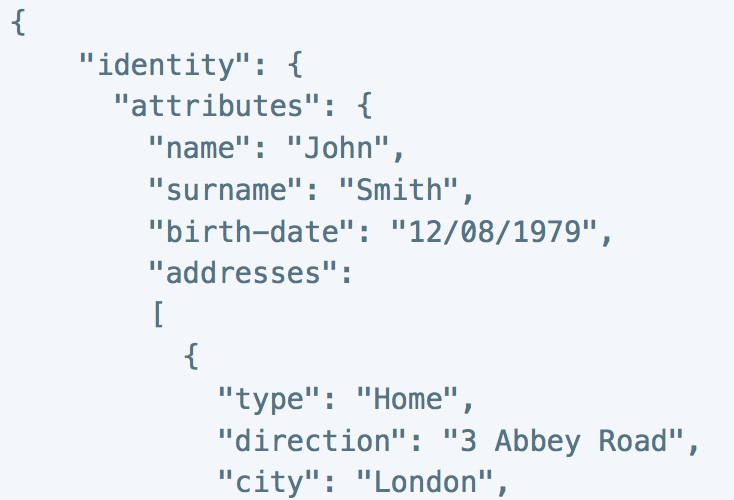 {
    "identity": {
      "attributes": {
        "name": "John",
        "surname": "Smith",
        "birth-date": "12/08/1979",
        "addresses":
        [
          {
            "type": "Home",
            "direction": "3 Abbey Road",
            "city": "London",